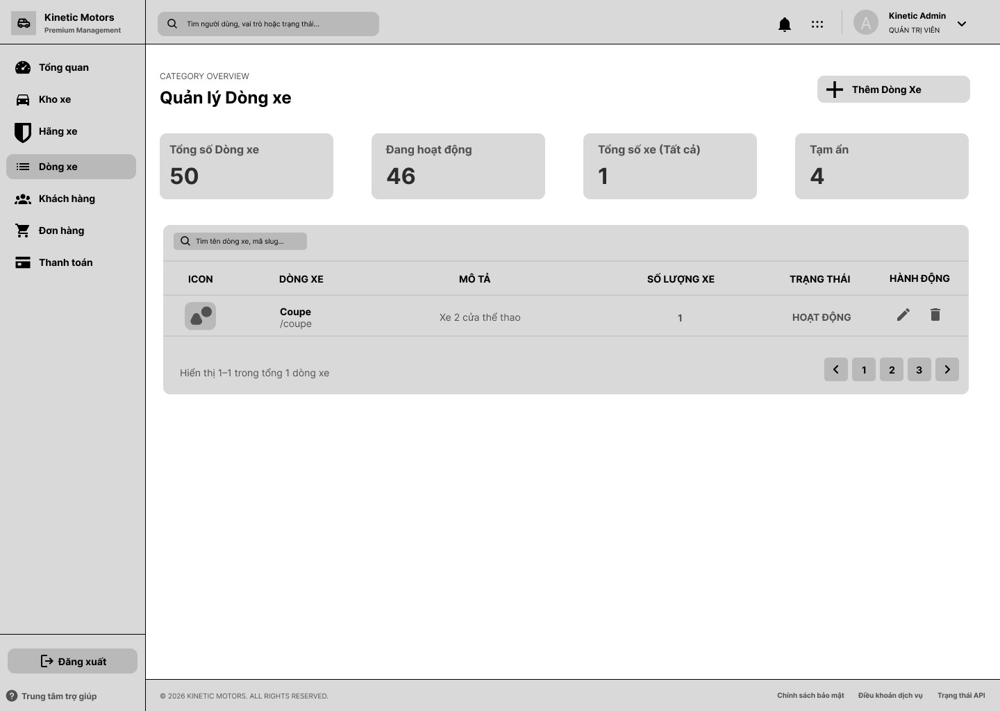 Kinetic Motors
Premium Management
Tìm người dùng, vai trò hoặc trạng thái...
A
Kinetic Admin
QUẢN TRỊ VIÊN
Tổng quan
Kho xe
Hãng xe
Dòng xe
Khách hàng
Đơn hàng
Thanh toán
Đăng xuất
Trung tâm trợ giúp
CATEGORY OVERVIEW
Quản lý Dòng xe
Thêm Dòng Xe
Tổng số Dòng xe
50
Đang hoạt động
46
Tổng số xe (Tất cả)
1
Tạm ẩn
4
Tìm tên dòng xe, mã slug...
ICON DÒNG XE MÔ TẢ SỐ LƯỢNG XE TRẠNG THÁI HÀNH ĐỘNG
Coupe
/coupe
Xe 2 cửa thể thao
1
HOẠT ĐỘNG
Hiển thị 1–1 trong tổng 1 dòng xe
1 2 3
© 2026 KINETIC MOTORS. ALL RIGHTS RESERVED.
Chính sách bảo mật Điều khoản dịch vụ Trạng thái API